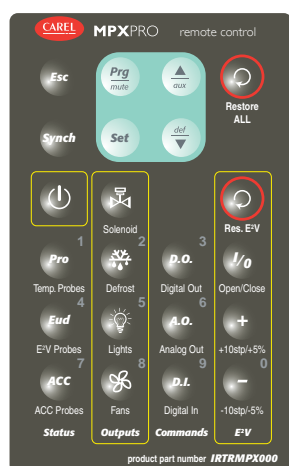 CAREL MPXPRO remote control
Esc Prg mute aux
Restore ALL
Synch Set def
Solenoid Res. E²V
1 2 3
Pro D.O. I/0
Temp. Probes Defrost Digital Out Open/Close
4 5 6
Eud A.O. +
E²V Probes Lights Analog Out +10stp/+5%
7 8 9 0
ACC D.I. -
ACC Probes Fans Digital In -10stp/-5%
Status Outputs Commands E²V
product part number IRTRMPX000